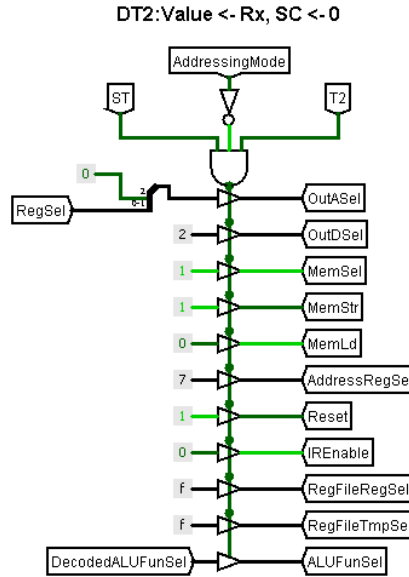 DT2:Value <- Rx, SC <- 0
AddressingMode
ST
T2
0
2
0-1
RegSel
OutASel
2
OutDSel
1
MemSel
1
MemStr
0
MemLd
7
AddressRegSe
1
Reset
0
IREnable
f
RegFileRegSel
f
RegFileTmpSe
DecodedALUFunSel
ALUFunSel